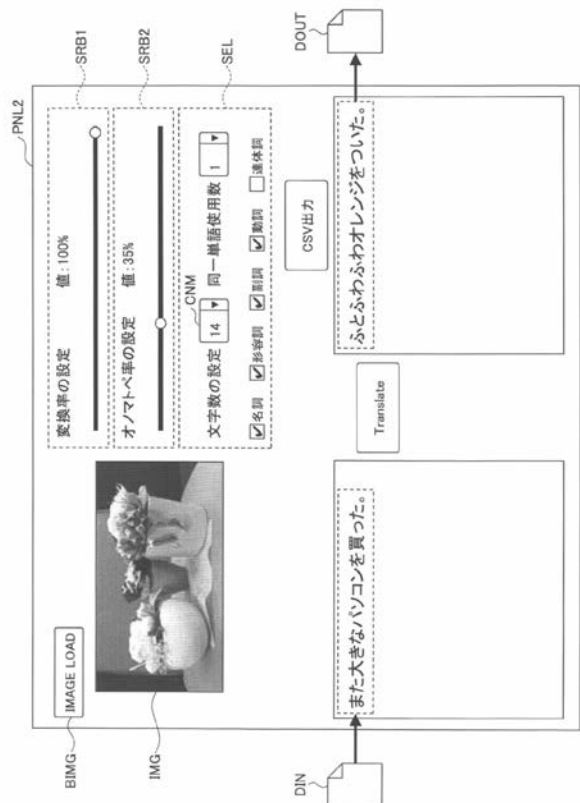 PNL2
BIMG
IMAGE LOAD
IMG
変換率の設定 値:100%
SRB1
オノマトペ率の設定 値:35%
SRB2
CNM
文字数の設定 14 ▼ 同一単語使用数 1 ▼
SEL
名詞 形容詞 副詞 動詞 連体詞
CSV出力
Translate
DIN
また大きなパソコンを買った。
ふとふわふわオレンジをついた。
DOUT